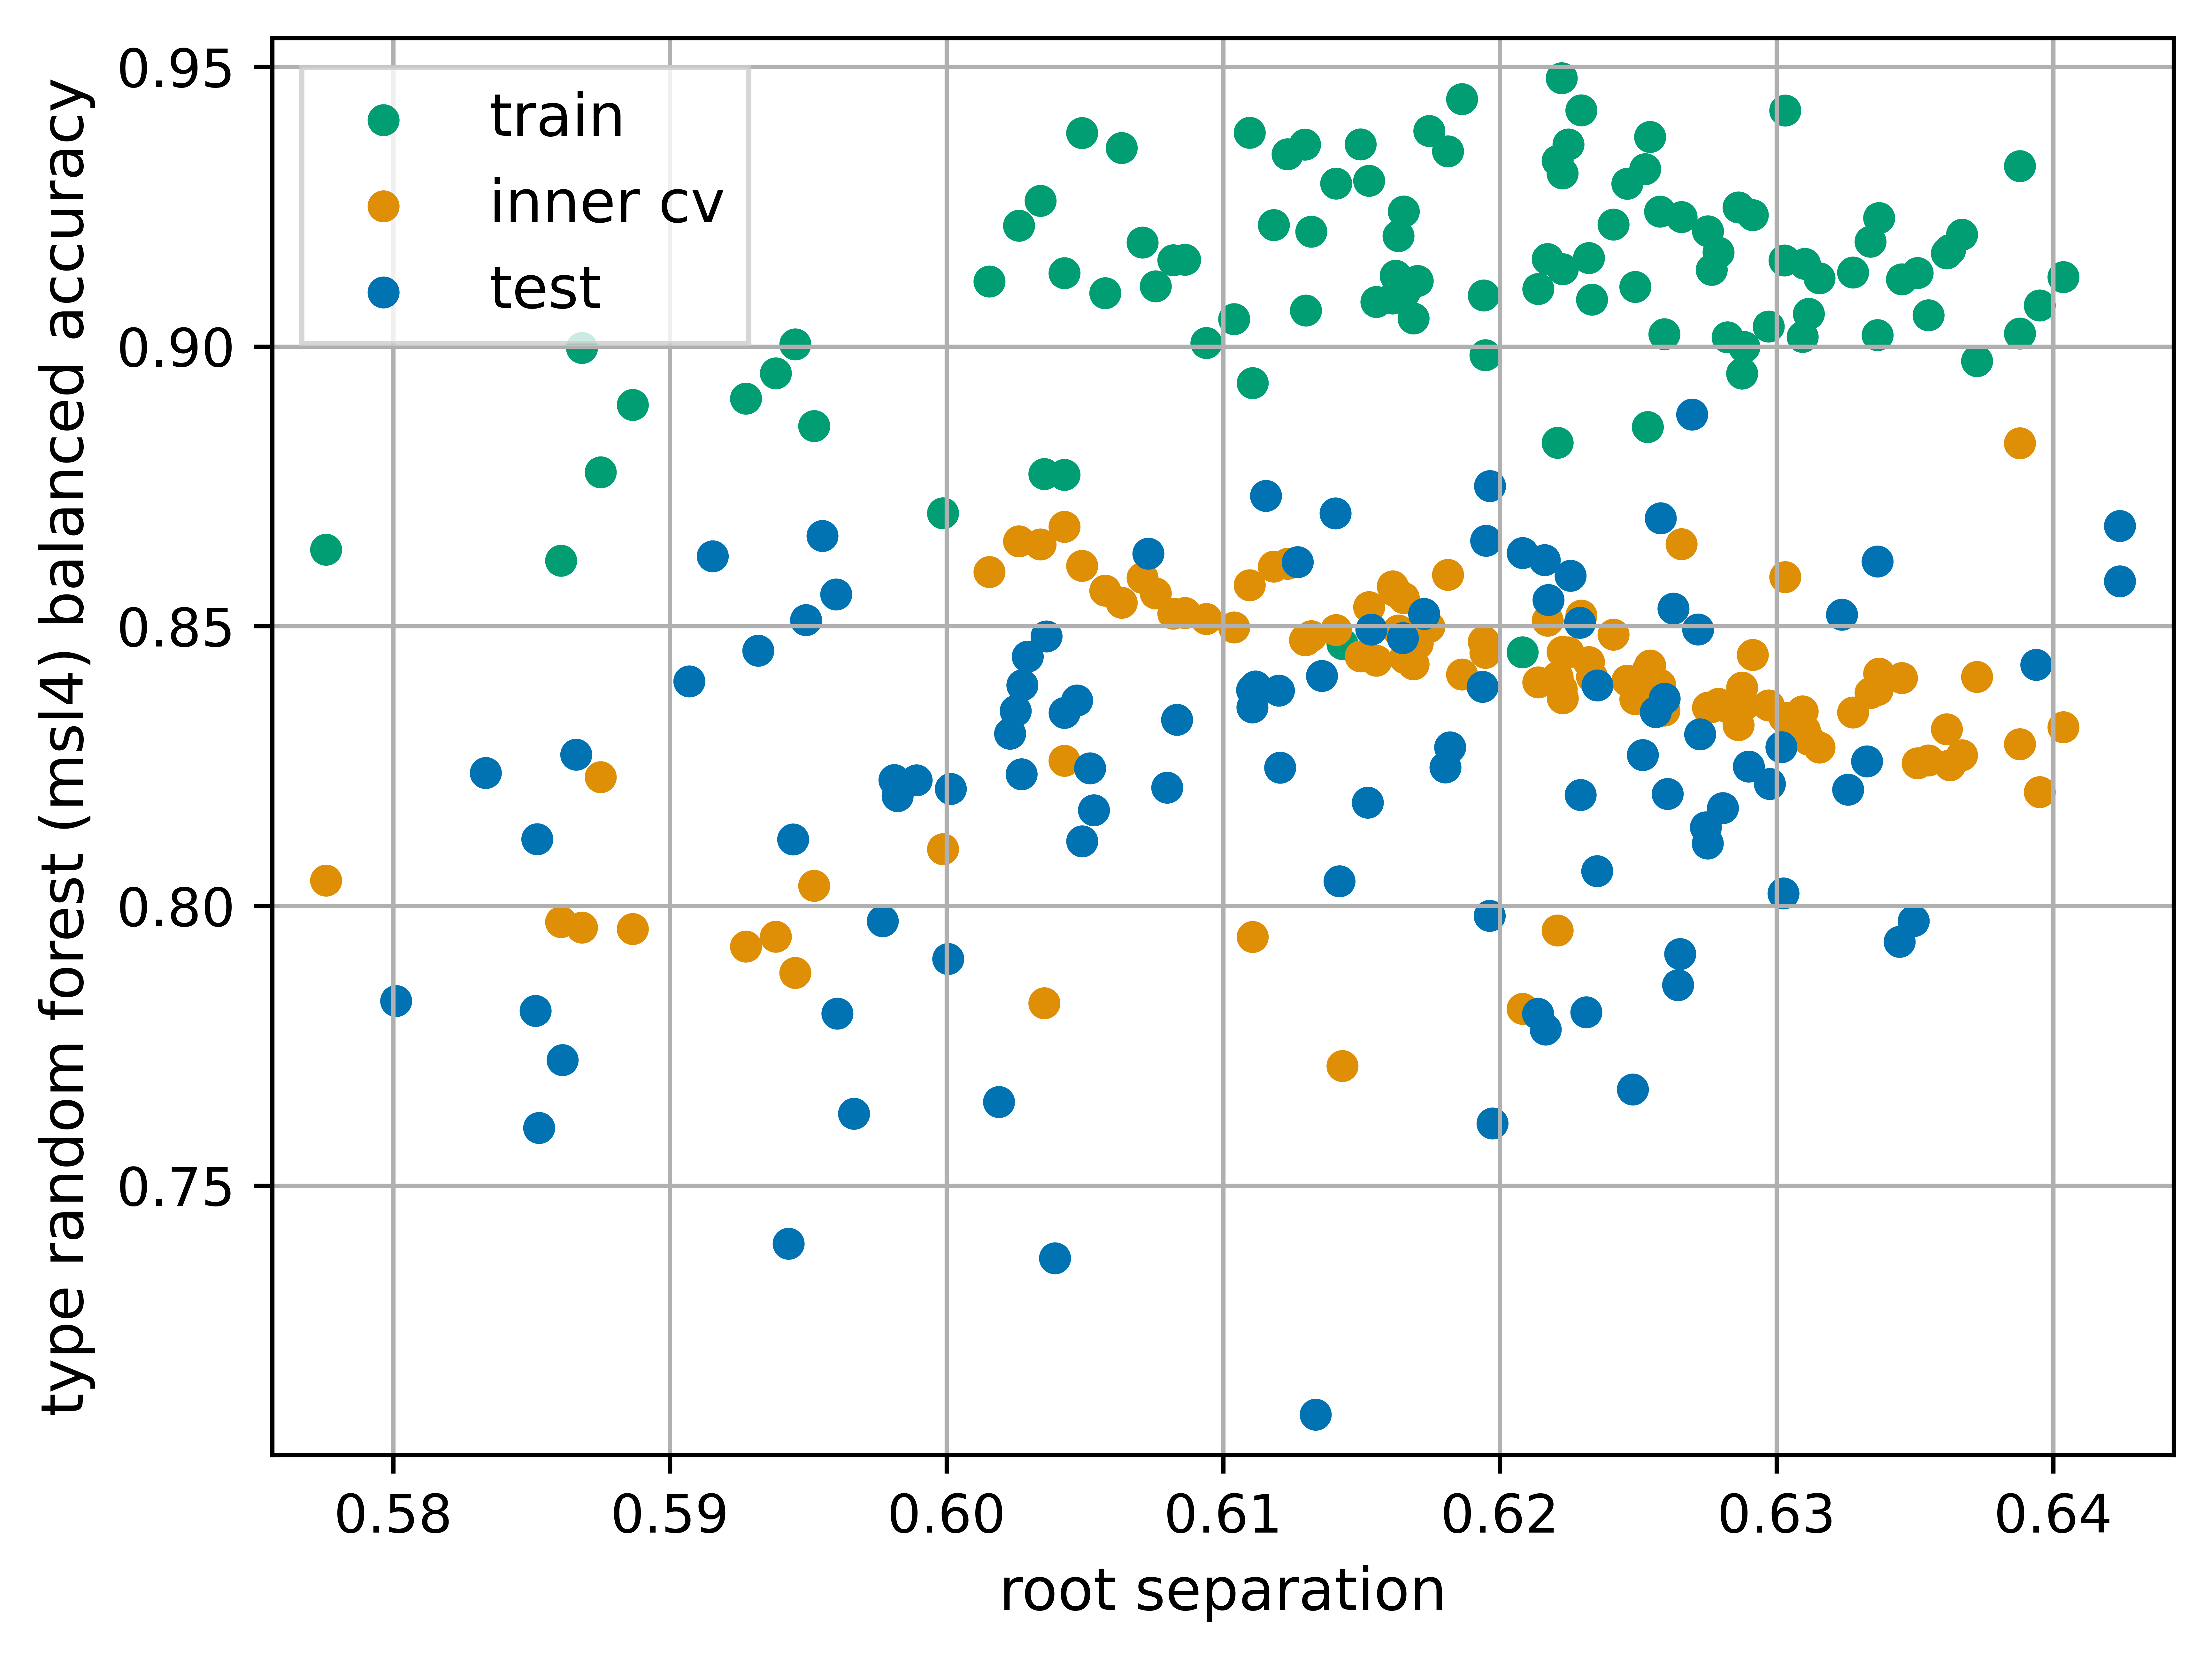 type random forest (msl4) balanced accuracy
0.95
0.90
0.85
0.80
0.75
train
inner cv
test
0.58 0.59 0.60 0.61 0.62 0.63 0.64
root separation